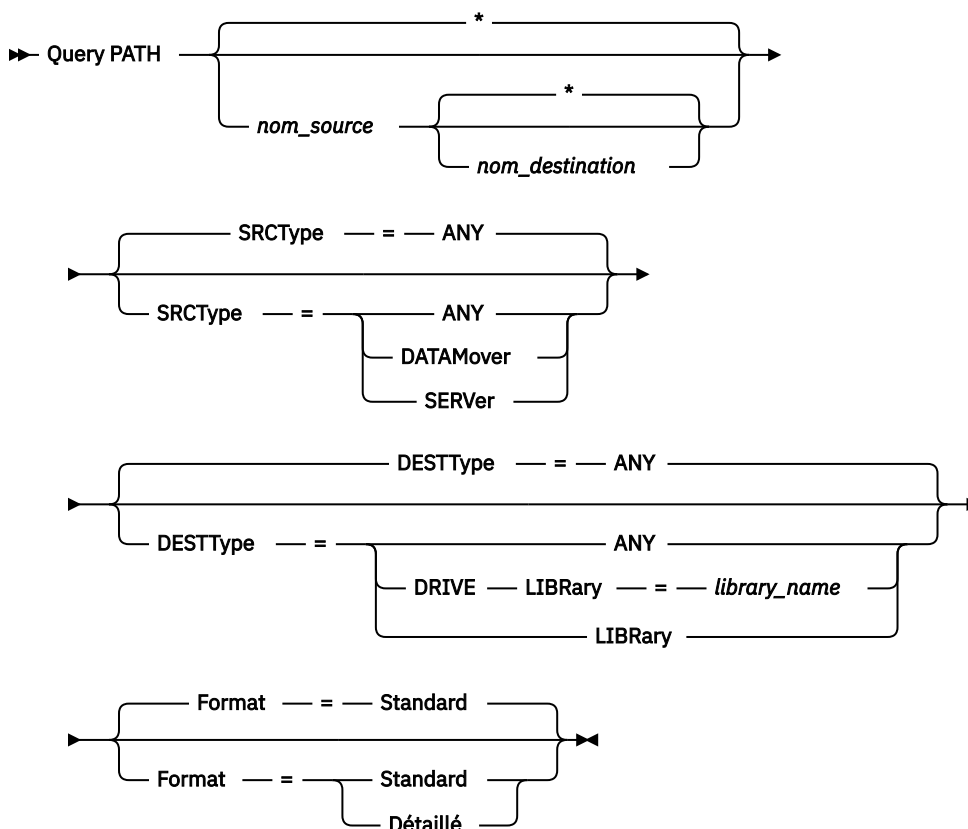 *
Query PATH
nom_source
*
nom_destination
SRCType = ANY
SRCType = ANY
DATAMover
SERVer
DESTType = ANY
DESTType = ANY
DRIVE LIBRary = library_name
LIBRary
Format = Standard
Format = Standard
Détaillé